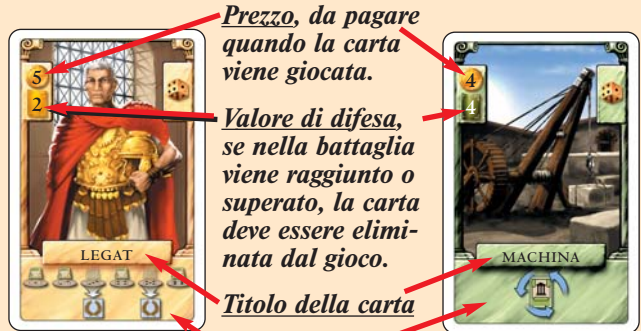 Prezzo, da pagare
quando la carta
viene giocata.
Valore di difesa,
se nella battaglia
viene raggiunto o
superato, la carta
deve essere elimi-
nata dal gioco.
Titolo della carta
5
2
LEGAT
4
4
MACHINA